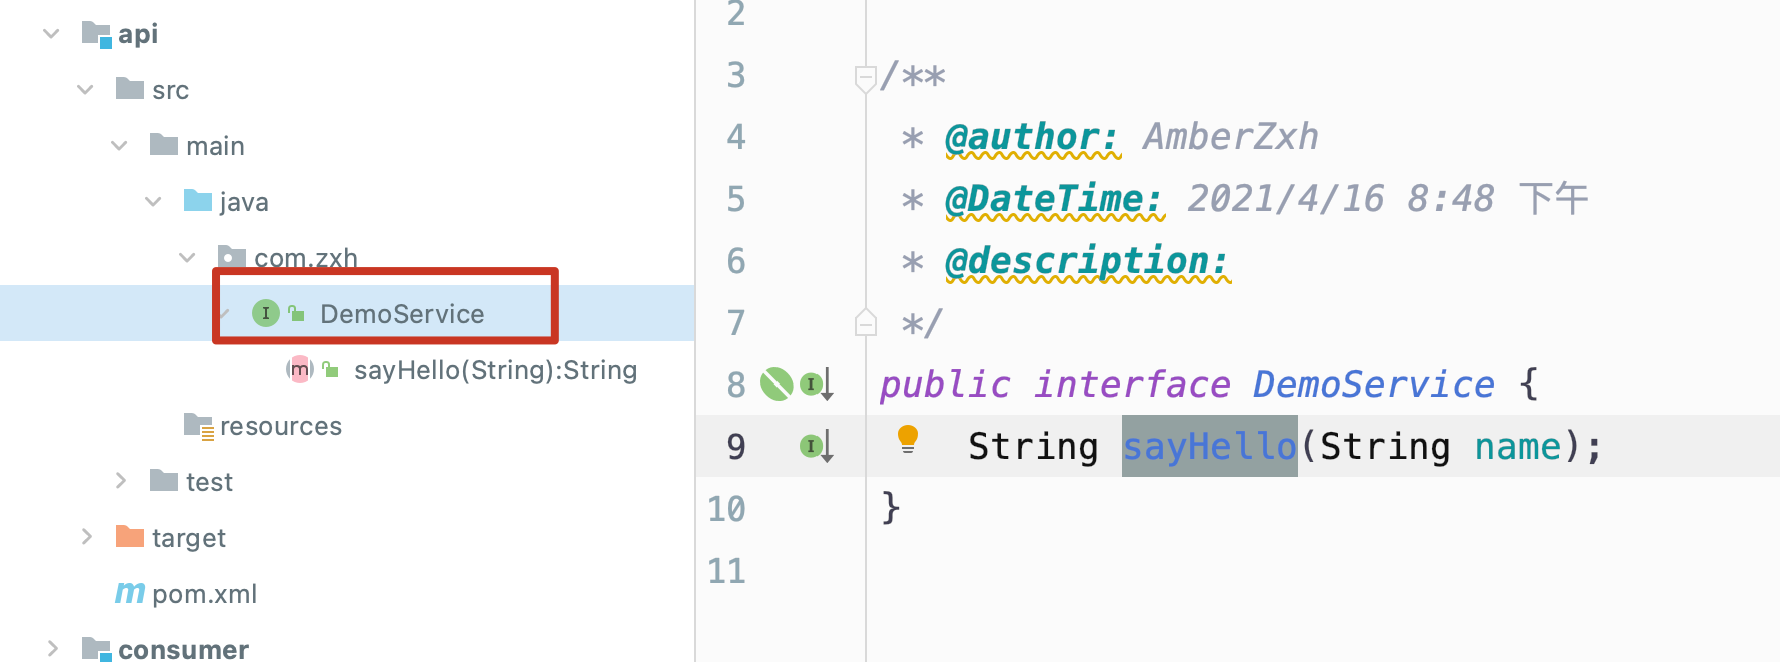 api
src
main
java
com.zxh
DemoService
sayHello(String):String
resources
test
target
pom.xml
consumer
2
3 /**
4 * @author: AmberZxh
5 * @DateTime: 2021/4/16 8:48 下午
6 * @description:
7 */
8 public interface DemoService {
9 String sayHello(String name);
10 }
11